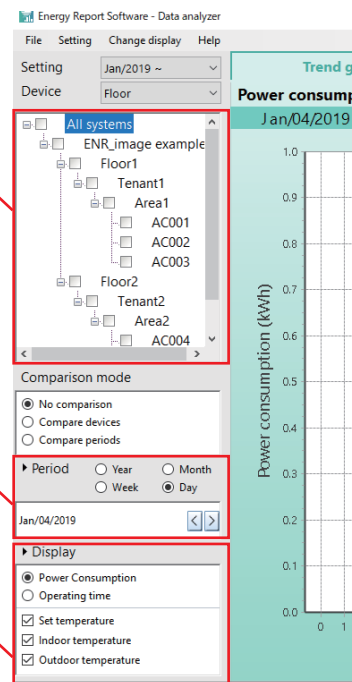 Energy Report Software - Data analyzer
File Setting Change display Help
Setting Jan/2019 ~
Device Floor
All systems
ENR_image example
Floor1
Tenant1
Area1
AC001
AC002
AC003
Floor2
Tenant2
Area2
AC004
Comparison mode
No comparison
Compare devices
Compare periods
Period Year Month
Week Day
Jan/04/2019
Display
Power Consumption
Operating time
Set temperature
Indoor temperature
Outdoor temperature
Trend g
Power consump
Jan/04/2019
Power consumption (kWh)
1.0
0.9
0.8
0.7
0.6
0.5
0.4
0.3
0.2
0.1
0.0
0 1